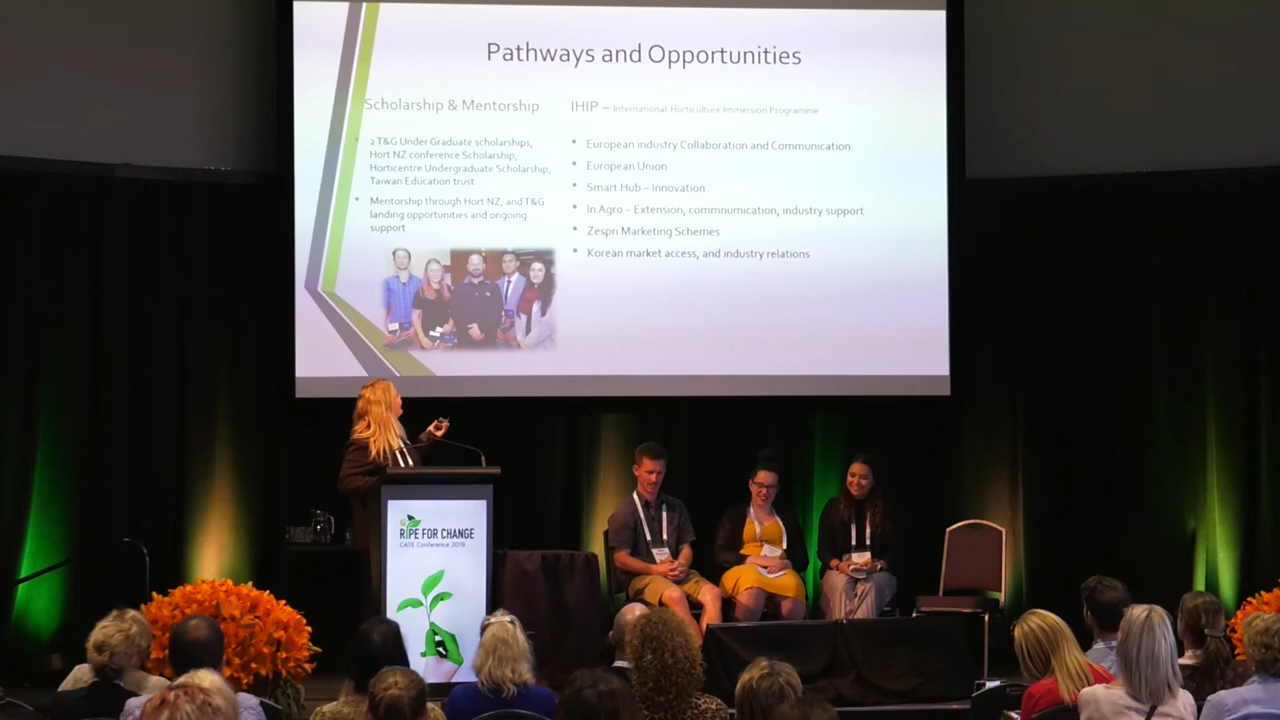 Pathways and Opportunities
Scholarship & Mentorship
2 T&G Under Graduate scholarships,
Hort NZ conference Scholarship,
Horticentre Undergraduate Scholarship,
Taiwan Education trust
Mentorship through Hort NZ, and T&G
landing opportunities and ongoing
support
IHIP – International Horticulture Immersion Programme
European industry Collaboration and Communication
European Union
Smart Hub – Innovation
In Agro – Extension, commnumication, industry support
Zespri Marketing Schemes
Korean market access, and industry relations
RIPE FOR CHANGE
CATE Conference 2019